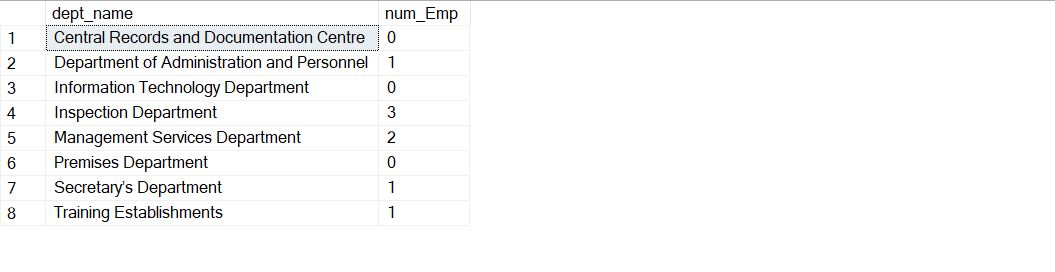 dept_name num_Emp
1 Central Records and Documentation Centre 0
2 Department of Administration and Personnel 1
3 Information Technology Department 0
4 Inspection Department 3
5 Management Services Department 2
6 Premises Department 0
7 Secretary's Department 1
8 Training Establishments 1